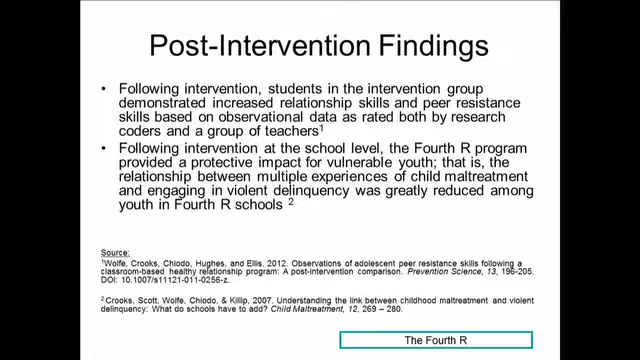 Post-Intervention Findings
• Following intervention, students in the intervention group
demonstrated increased relationship skills and peer resistance
skills based on observational data as rated both by research
coders and a group of teachers1
• Following intervention at the school level, the Fourth R program
provided a protective impact for vulnerable youth; that is, the
relationship between multiple experiences of child maltreatment
and engaging in violent delinquency was greatly reduced among
youth in Fourth R schools 2
Source:
1Wolfe, Crooks, Chiodo, Hughes, and Ellis, 2012. Observations of adolescent peer resistance skills following a
classroom-based healthy relationship program: A post-intervention comparison. Prevention Science, 13, 196-205.
DOI: 10.1007/s11121-011-0256-z.
2 Crooks, Scott, Wolfe, Chiodo, & Killip, 2007. Understanding the link between childhood maltreatment and violent
delinquency: What do schools have to add? Child Maltreatment, 12, 269 – 280.
The Fourth R